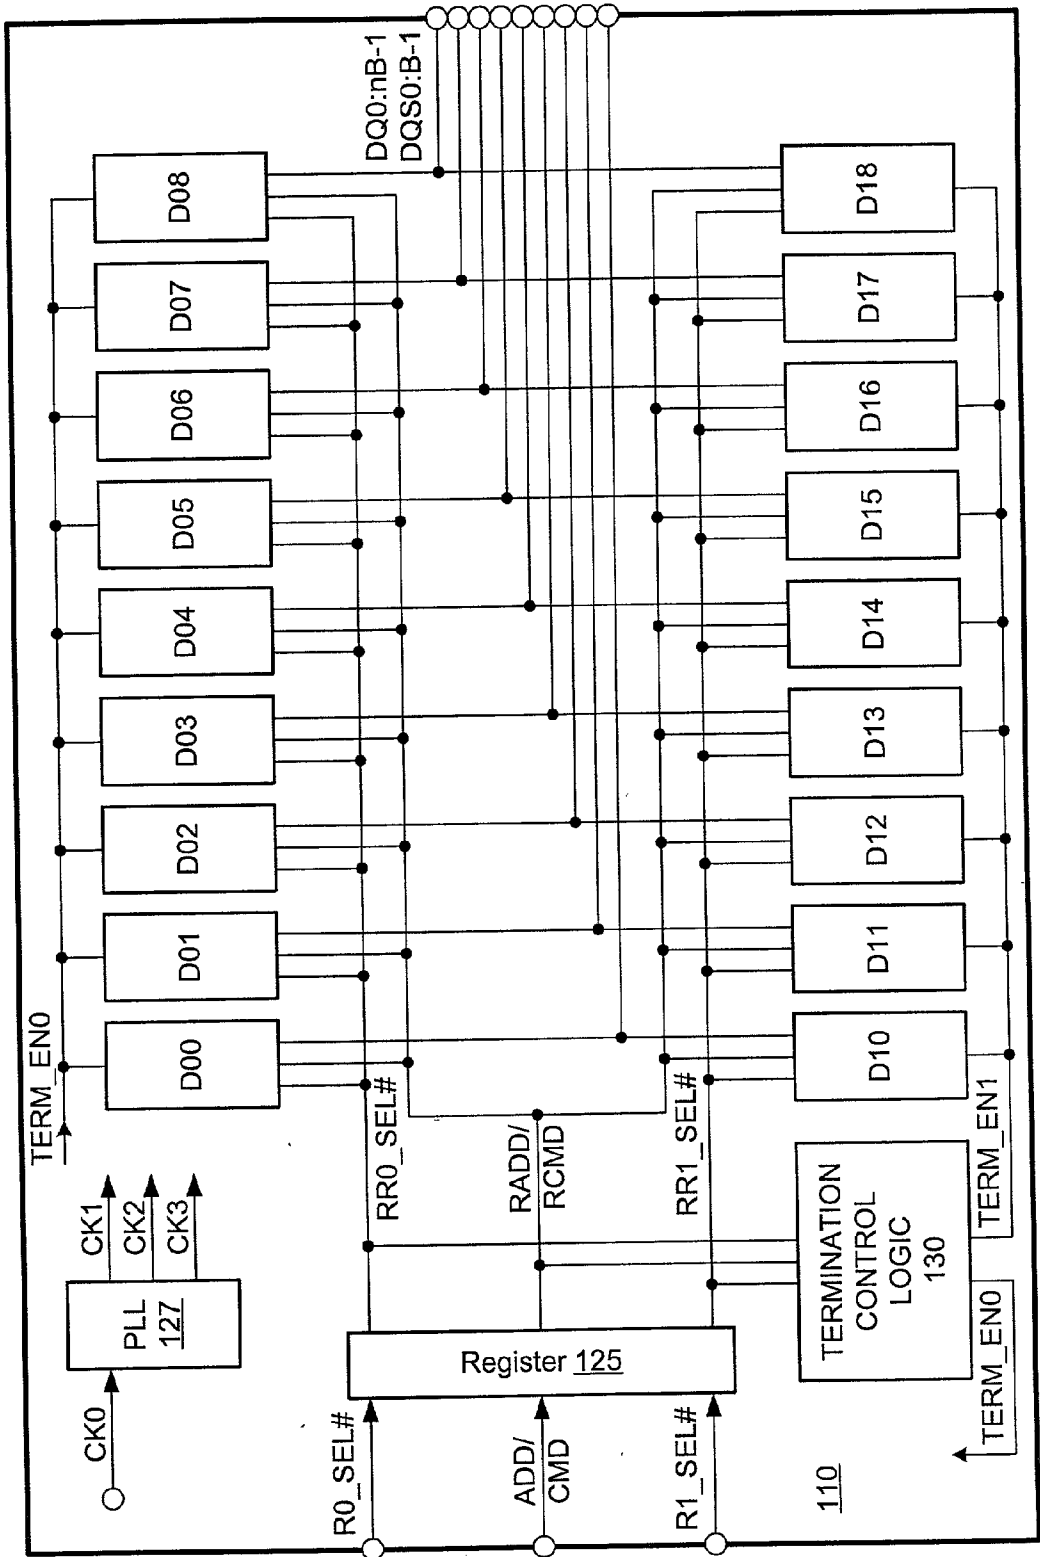 DQ0:nB-1
DQS0:B-1
TERM_EN0
D00
D01
D02
D03
D04
D05
D06
D07
D08
CK0
PLL
127
CK1
CK2
CK3
RR0_SEL#
RADD/
RCMD
RR1_SEL#
R0_SEL#
ADD/
CMD
R1_SEL#
Register 125
D10
D11
D12
D13
D14
D15
D16
D17
D18
TERMINATION
CONTROL
LOGIC
130
TERM_EN1
TERM_EN0
110